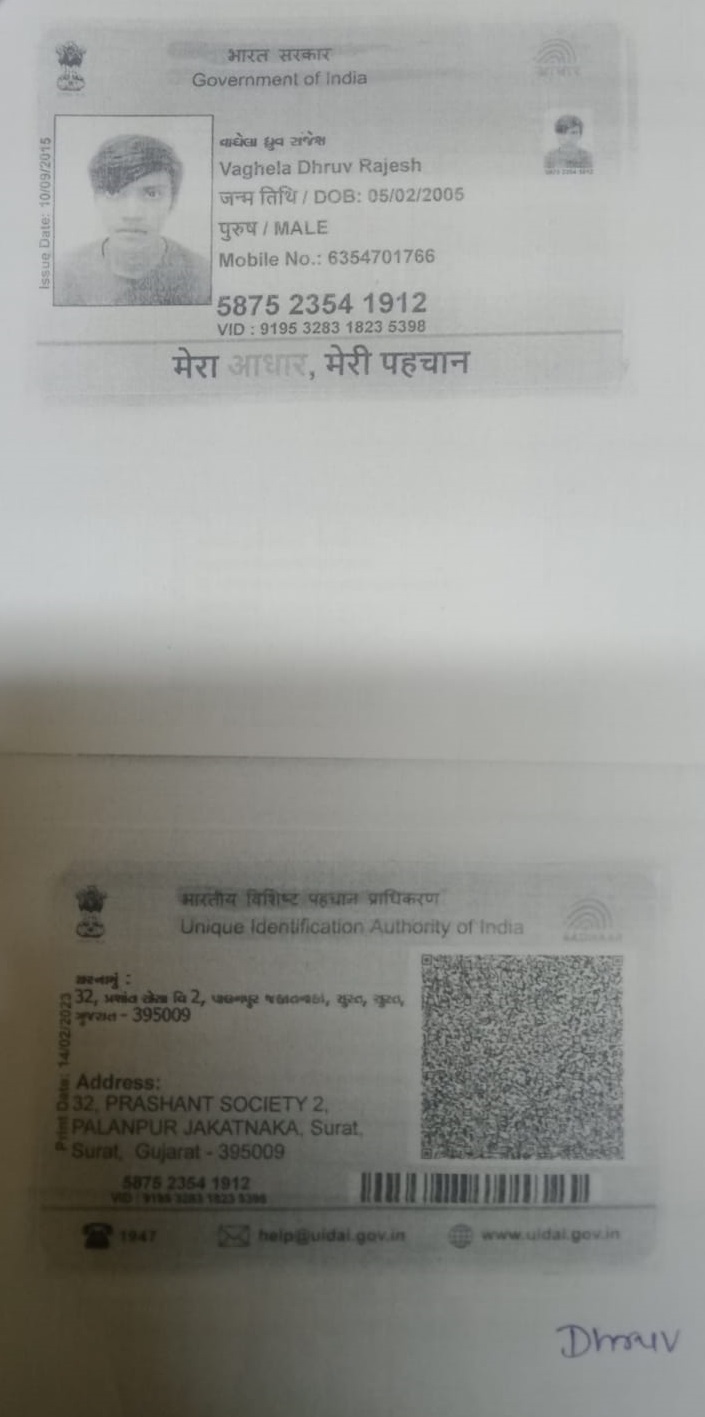 भारत सरकार
Government of India
Issue Date: 10/09/2015
વાઘેલા ધ્રુવ રાજેશ
Vaghela Dhruv Rajesh
जन्म तिथि / DOB: 05/02/2005
पुरुष / MALE
Mobile No.: 6354701766
5875 2354 1912
VID : 9195 3283 1823 5398
मेरा आधार, मेरी पहचान
भारतीय विशिष्ट पहचान प्राधिकरण
Unique Identification Authority of India
Print Date: 14/02/2023
સરનામું :
32, પ્રશાંત 2, પાલનપુર જકાતનાકા, સુરત, સુરત,
ગુજરાત - 395009
Address:
32, PRASHANT SOCIETY 2,
PALANPUR JAKATNAKA, Surat,
Surat, Gujarat - 395009
5875 2354 1912
VID : 9195 3283 1823 5398
1947
help@uidai.gov.in
www.uidai.gov.in
Dhruv